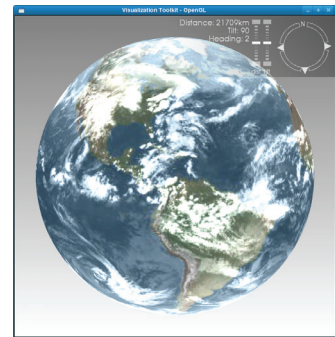 Visualization Toolkit - OpenGL
Distance: 21709km
Tilt: 90
Heading: 2
N